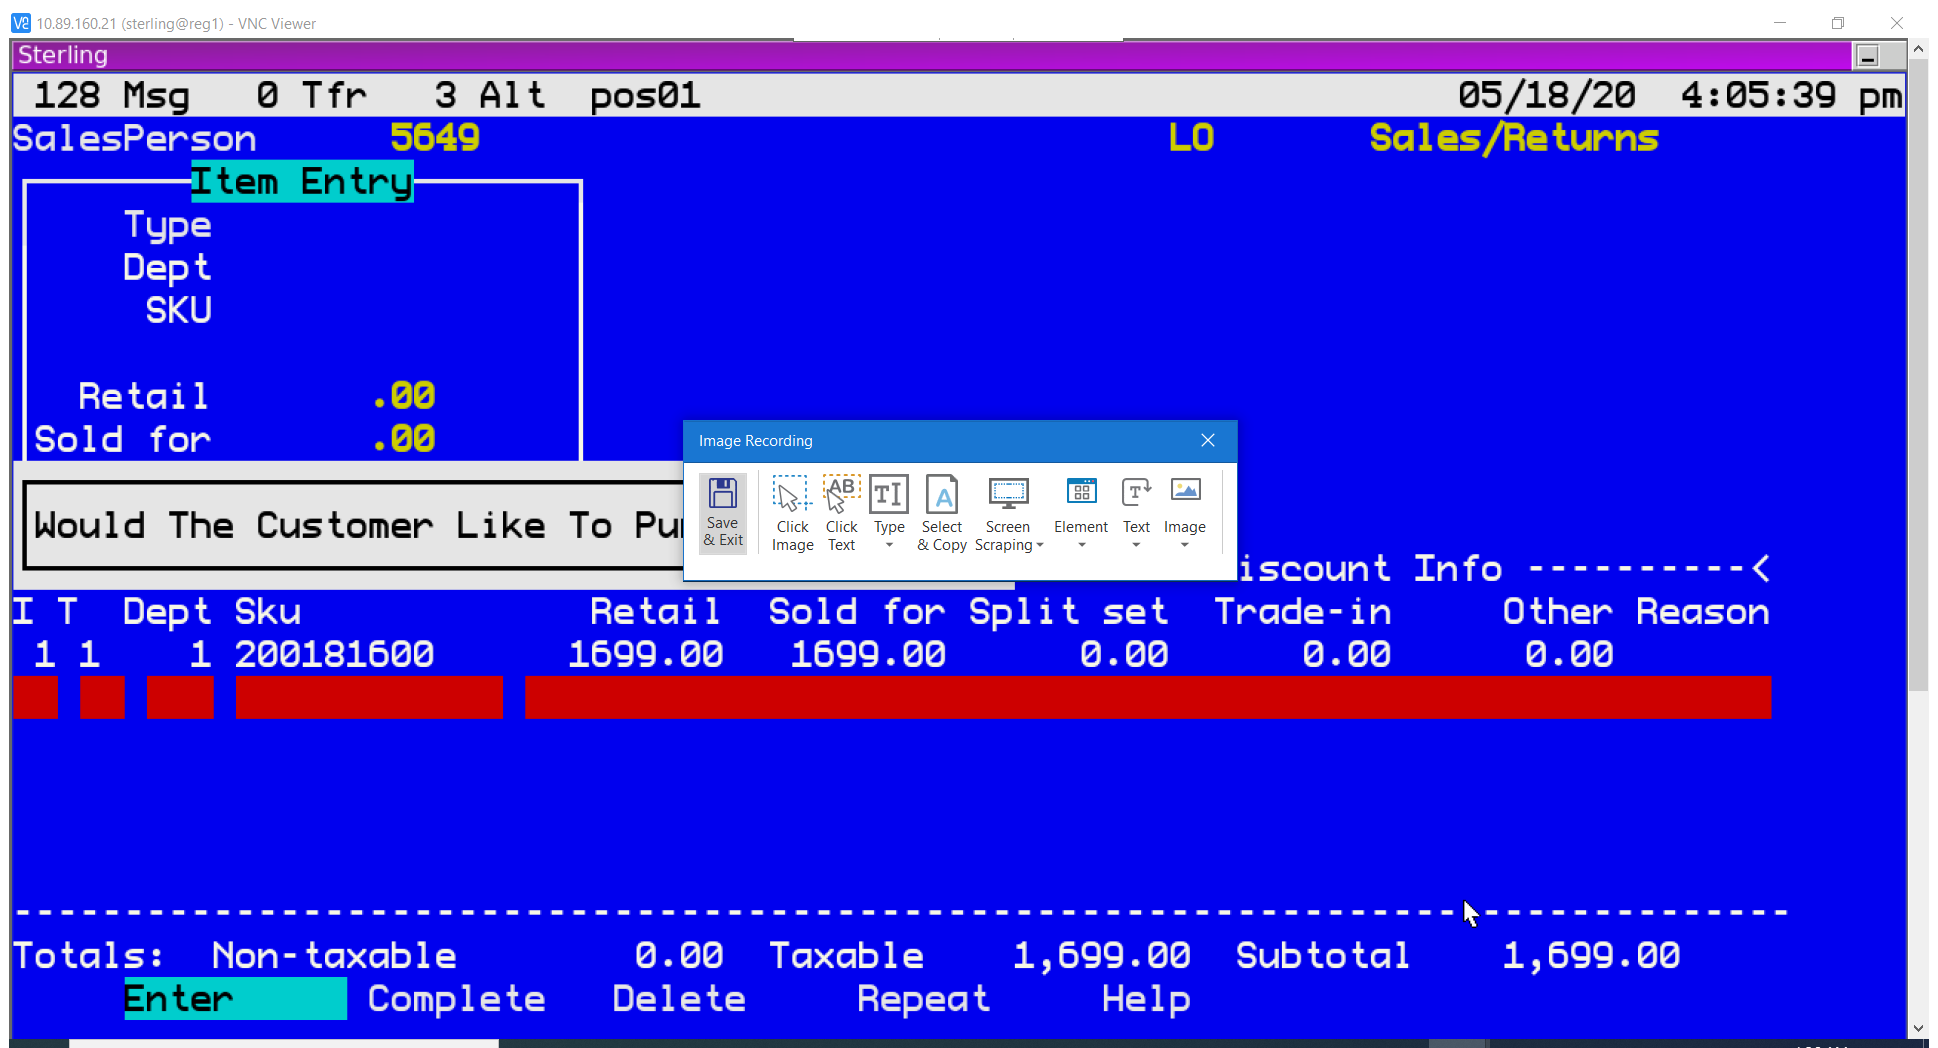 10.89.160.21 (sterling@reg1) - VNC Viewer
Sterling
128 Msg 0 Tfr 3 Alt pos01 05/18/20 4:05:39 pm
SalesPerson 5649 LO Sales/Returns
Item Entry
Type
Dept
SKU
Retail .00
Sold for .00
Image Recording
Save & Exit
Click Image
Click Text
Type
Select & Copy
Screen Scraping
Element
Text
Image
Would The Customer Like To
iscount Info ----------<
I T Dept Sku Retail Sold for Split set Trade-in Other Reason
1 1 1 200181600 1699.00 1699.00 0.00 0.00 0.00
Totals: Non-taxable 0.00 Taxable 1,699.00 Subtotal 1,699.00
Enter Complete Delete Repeat Help